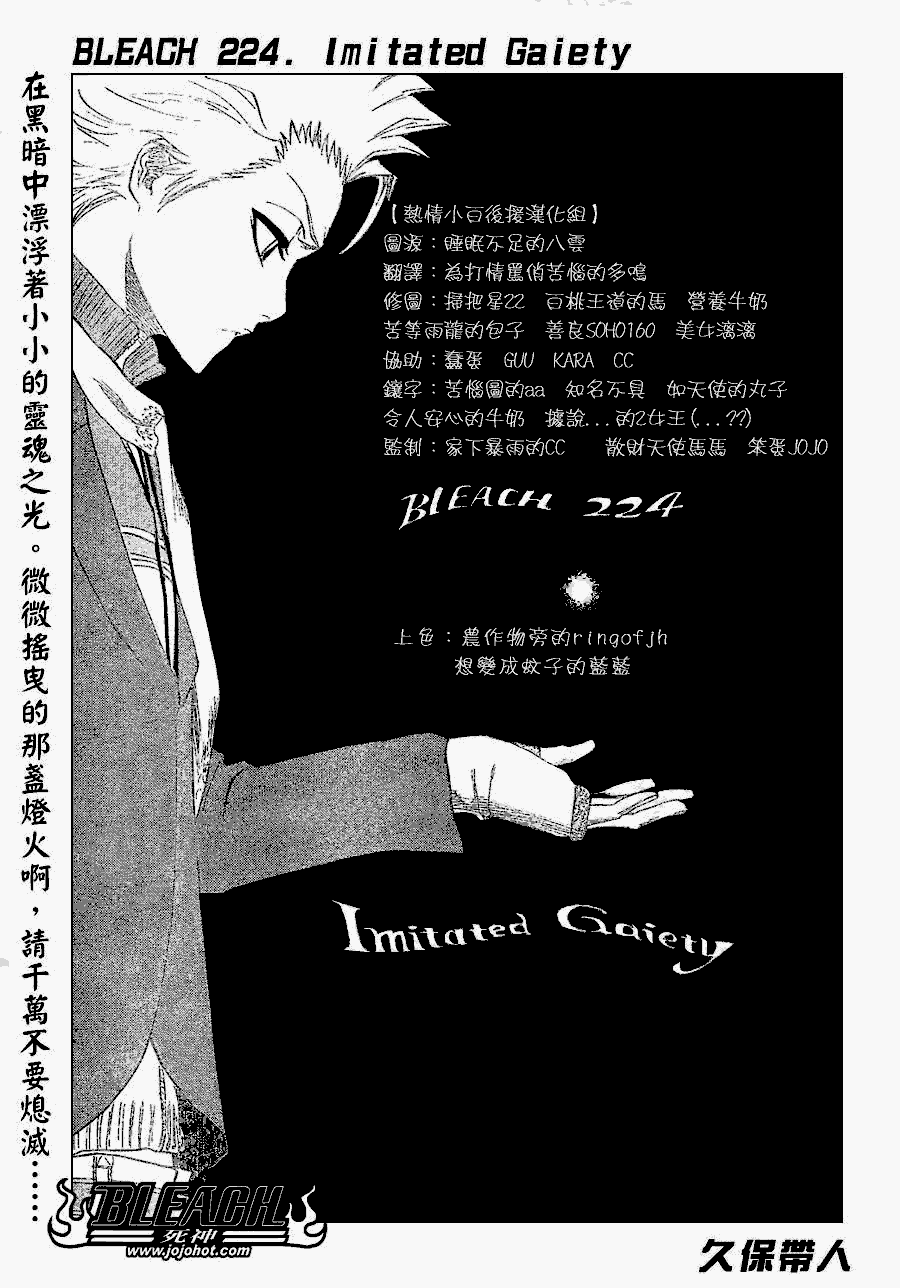 BLEACH 224. Imitated Gaiety
在黑暗中漂浮著小小的靈魂之光。微微搖曳的那盞燈火啊，請千萬不要熄滅……
【熱情小白後援漢化組】
圖源：睡眠不足的八雲
翻譯：為打情罵俏苦惱的多鳴
修圖：掃把星22 白桃王道的馬 營養牛奶
苦等雨龍的包子 善良SOHO160 美女漓漓
協助：蠢蛋 GUU KARA CC
鑲字：苦惱圖的aa 知名不具 如天使的丸子
令人安心的牛奶 據說...的2女王(...??)
監制：家下暴雨的CC 散財天使馬馬 笨蛋JOJO
BLEACH 224
上色：農作物旁的ringofjh
想變成蚊子的藍藍
Imitated Gaiety
BLEACH
死神
www.jojohot.com
久保帶人